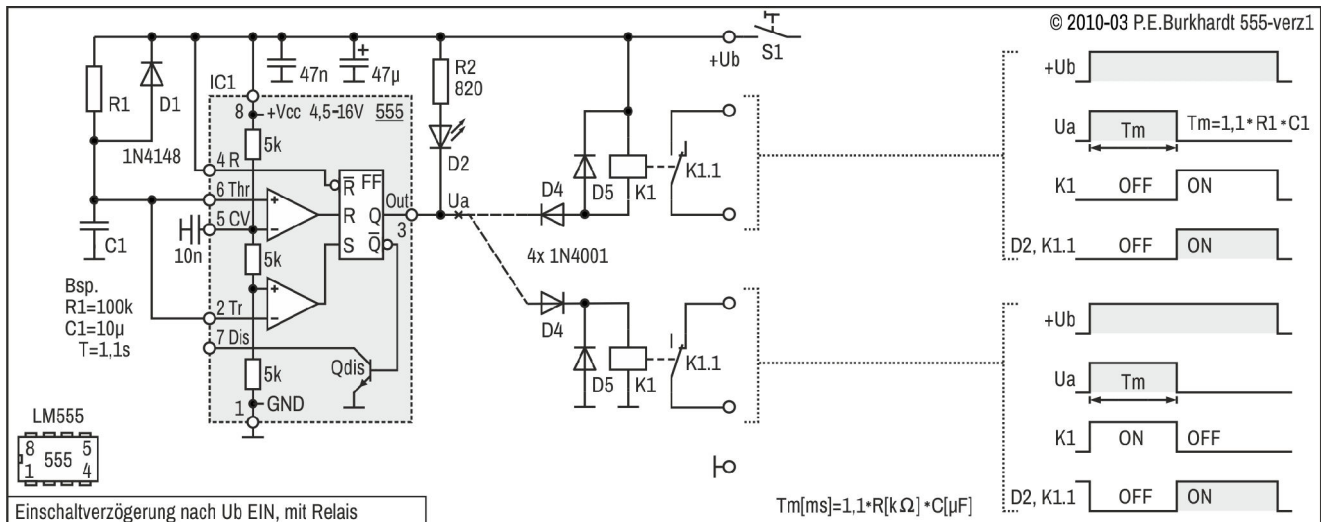 © 2010-03 P.E.Burkhardt 555-verz1
R1
D1
1N4148
C1
Bsp.
R1=100k
C1=10µ
T=1,1s
LM555
8 5
555
1 4
Einschaltverzögerung nach Ub EIN, mit Relais
47n
+
47µ
IC1
8 +Vcc 4,5-16V 555
5k
4 R
6 Thr
5 CV
10n
+
-
5k
+
-
2 Tr
7 Dis
5k
1 GND
Qdis
R̅ FF
R Q
S Q̅
Out
3
R2
820
D2
Ua
+Ub
S1
D4
D5
K1
K1.1
4x 1N4001
D4
D5
K1
K1.1
+Ub
Ua Tm Tm=1,1*R1*C1
K1 OFF ON
D2, K1.1 OFF ON
+Ub
Ua Tm
K1 ON OFF
D2, K1.1 OFF ON
Tm[ms]=1,1*R[kΩ]*C[µF]